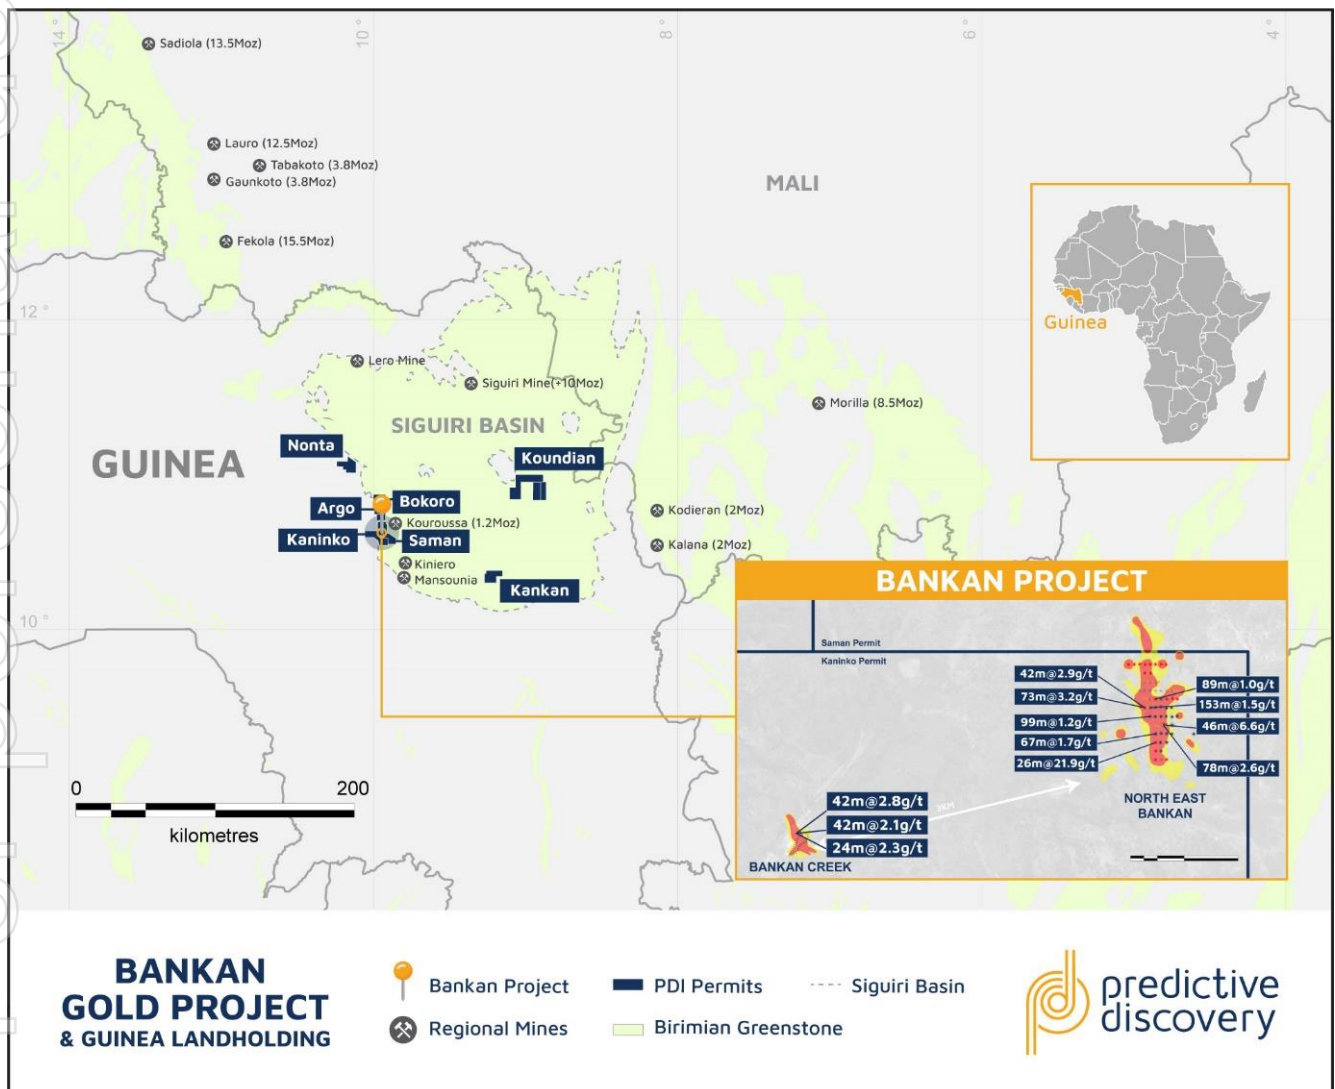 14°
10°
8°
6°
4°
Sadiola (13.5Moz)
Lauro (12.5Moz)
Tabakoto (3.8Moz)
Gaunkoto (3.8Moz)
MALI
Fekola (15.5Moz)
Guinea
12°
Lero Mine
Siguiri Mine(+10Moz)
Morilla (8.5Moz)
SIGUIRI BASIN
Nonta
GUINEA
Koundian
Argo
Bokoro
Kouroussa (1.2Moz)
Kodieran (2Moz)
Kaninko
Saman
Kalana (2Moz)
Kiniero
Mansounia
Kankan
10°
BANKAN PROJECT
Saman Permit
Kaninko Permit
42m@2.9g/t
89m@1.0g/t
73m@3.2g/t
153m@1.5g/t
99m@1.2g/t
46m@6.6g/t
67m@1.7g/t
26m@21.9g/t
78m@2.6g/t
NORTH EAST
BANKAN
42m@2.8g/t
3KM
42m@2.1g/t
24m@2.3g/t
BANKAN CREEK
0 200
kilometres
BANKAN
GOLD PROJECT
& GUINEA LANDHOLDING
Bankan Project
PDI Permits
Siguiri Basin
Regional Mines
Birimian Greenstone
predictive
discovery